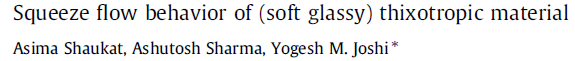 Squeeze flow behavior of (soft glassy) thixotropic material
Asima Shaukat, Ashutosh Sharma, Yogesh M. Joshi*